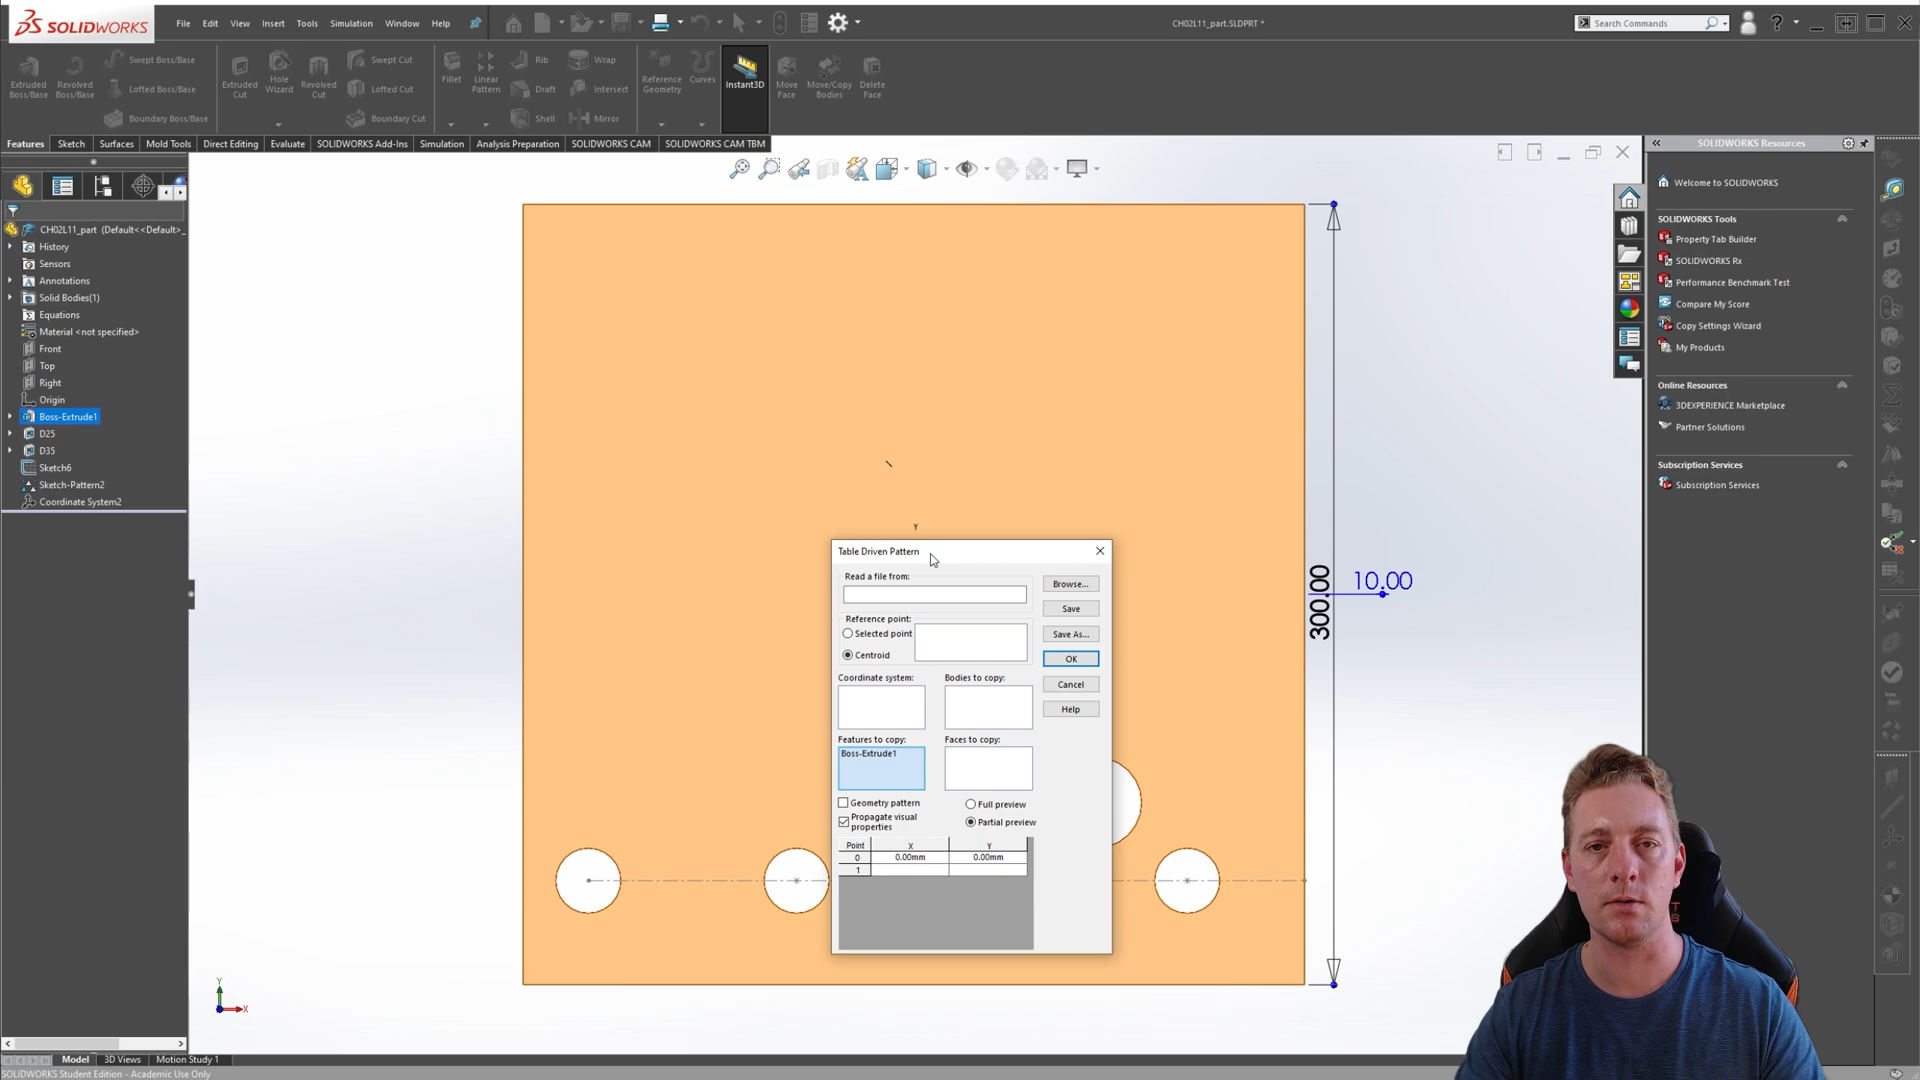 SOLIDWORKS
File Edit View Insert Tools Simulation Window Help
CH02L11_part.SLDPRT *
Search Commands
Extruded Boss/Base
Revolved Boss/Base
Swept Boss/Base
Lofted Boss/Base
Boundary Boss/Base
Extruded Cut
Hole Wizard
Revolved Cut
Swept Cut
Lofted Cut
Boundary Cut
Fillet
Linear Pattern
Rib
Draft
Shell
Wrap
Intersect
Mirror
Reference Geometry
Curves
Instant3D
Move Face
Move/Copy Bodies
Delete Face
Features Sketch Surfaces Mold Tools Direct Editing Evaluate SOLIDWORKS Add-Ins Simulation Analysis Preparation SOLIDWORKS CAM SOLIDWORKS CAM TBM
CH02L11_part (Default<<Default>_
History
Sensors
Annotations
Solid Bodies(1)
Equations
Material <not specified>
Front
Top
Right
Origin
Boss-Extrude1
D25
D35
Sketch6
Sketch-Pattern2
Coordinate System2
Y
300.00
10.00
Table Driven Pattern
Read a file from:
Browse...
Save
Reference point:
Selected point
Save As...
Centroid
OK
Coordinate system:
Bodies to copy:
Cancel
Help
Features to copy:
Faces to copy:
Boss-Extrude1
Geometry pattern
Full preview
Propagate visual properties
Partial preview
Point X Y
0 0.00mm 0.00mm
1
Y
X
SOLIDWORKS Resources
Welcome to SOLIDWORKS
SOLIDWORKS Tools
Property Tab Builder
SOLIDWORKS Rx
Performance Benchmark Test
Compare My Score
Copy Settings Wizard
My Products
Online Resources
3DEXPERIENCE Marketplace
Partner Solutions
Subscription Services
Subscription Services
Model 3D Views Motion Study 1
SOLIDWORKS Student Edition - Academic Use Only